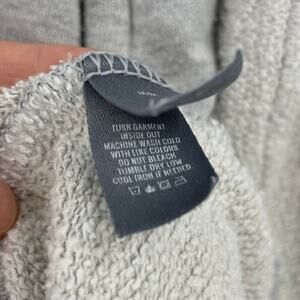 TURN GARMENT
INSIDE OUT
MACHINE WASH COLD
WITH LIKE COLORS
DO NOT BLEACH
TUMBLE DRY LOW
COOL IRON IF NEEDED